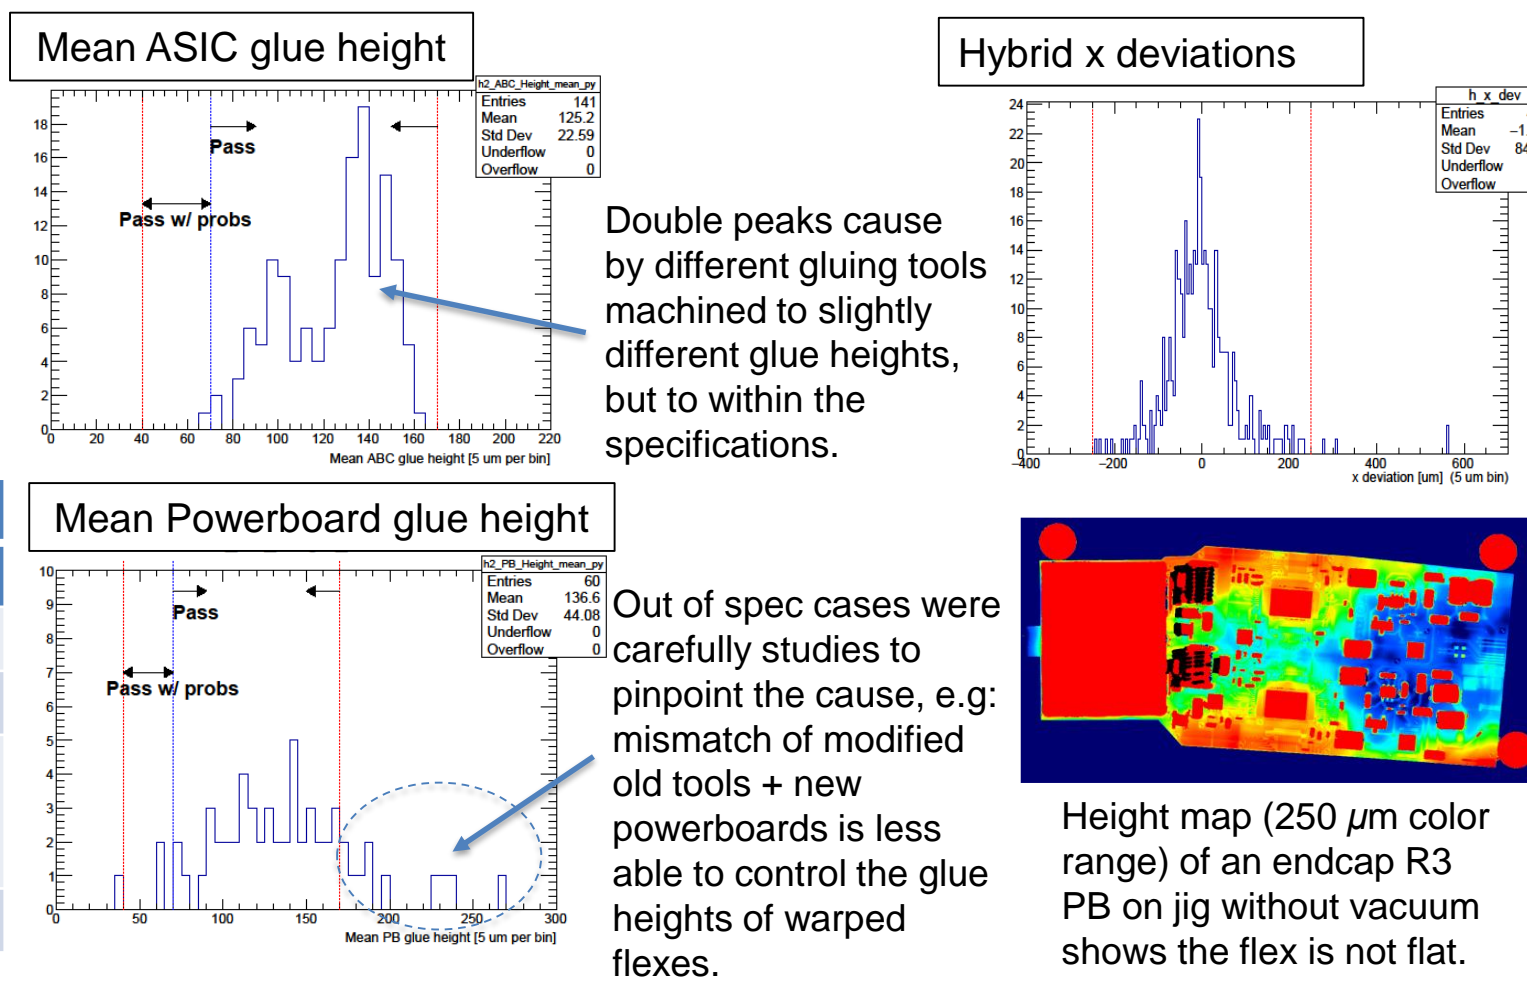 Mean ASIC glue height
h2_ABC_Height_mean_py
Entries 141
Mean 125.2
Std Dev 22.59
Underflow 0
Overflow 0
Pass
Pass w/ probs
18
16
14
12
10
8
6
4
2
0
0 20 40 60 80 100 120 140 160 180 200 220
Mean ABC glue height [5 um per bin]
Double peaks cause
by different gluing tools
machined to slightly
different glue heights,
but to within the
specifications.
Hybrid x deviations
h_x_dev
Entries
Mean −1.
Std Dev 84
Underflow
Overflow
24
22
20
18
16
14
12
10
8
6
4
2
0
−400 −200 0 200 400 600
x deviation [um] (5 um bin)
Mean Powerboard glue height
h2_PB_Height_mean_py
Entries 60
Mean 136.6
Std Dev 44.08
Underflow 0
Overflow 0
Pass
Pass w/ probs
10
9
8
7
6
5
4
3
2
1
0
0 50 100 150 200 250 300
Mean PB glue height [5 um per bin]
Out of spec cases were
carefully studies to
pinpoint the cause, e.g:
mismatch of modified
old tools + new
powerboards is less
able to control the glue
heights of warped
flexes.
Height map (250 µm color
range) of an endcap R3
PB on jig without vacuum
shows the flex is not flat.